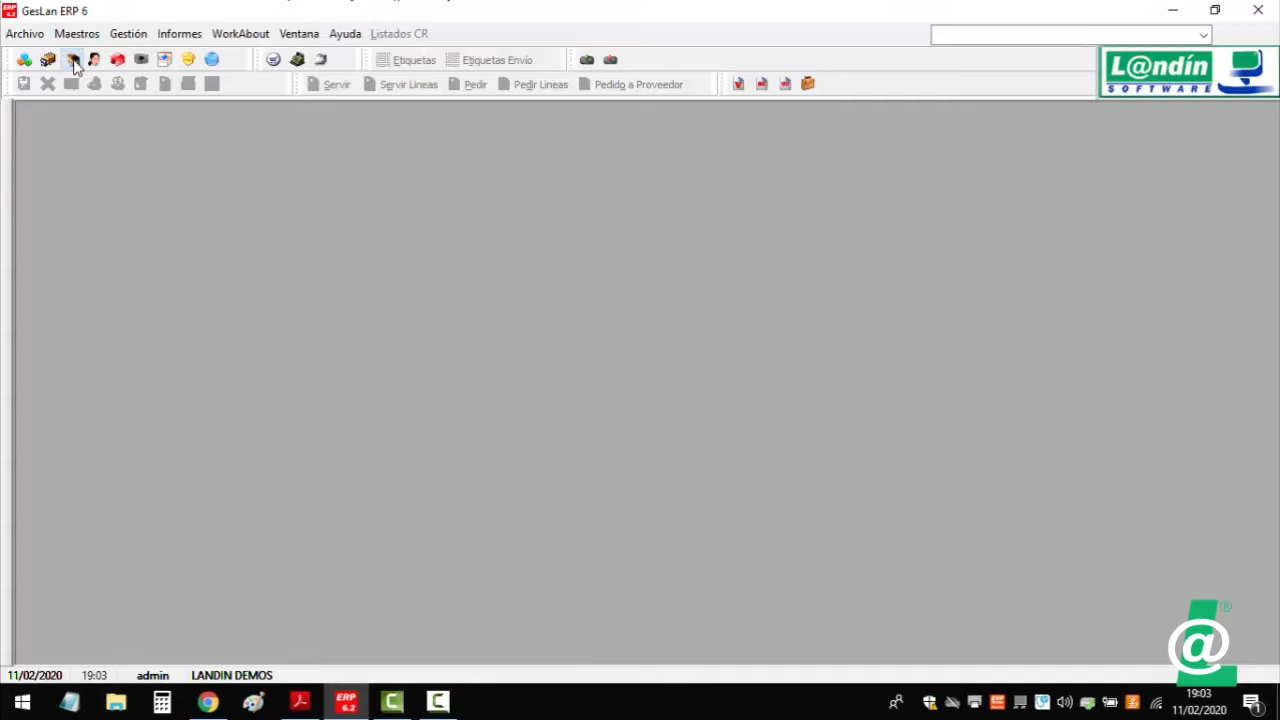 GesLan ERP 6
Archivo Maestros Gestión Informes WorkAbout Ventana Ayuda Listados CR
Etiquetas Etiquetas Envío
Servir Servir Lineas Pedir Pedir Lineas Pedido a Proveedor
L@ndín
SOFTWARE
11/02/2020 19:03 admin LANDIN DEMOS
ERP
6.2
19:03
11/02/2020
1